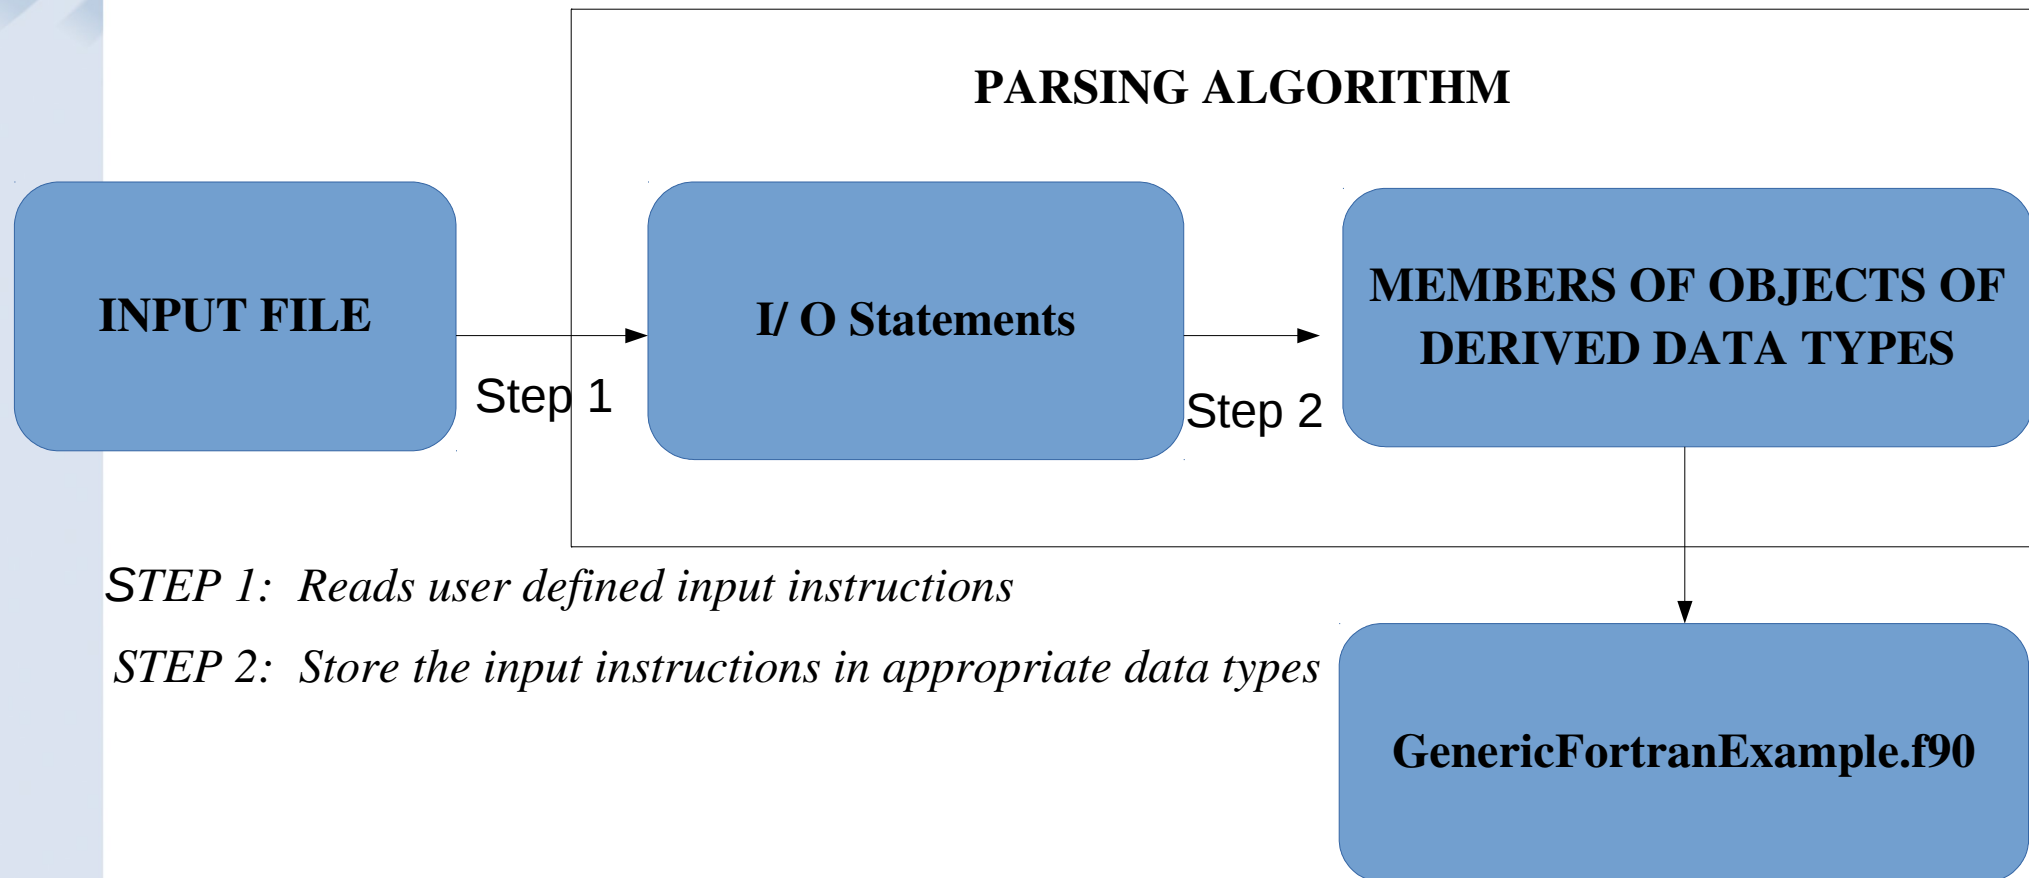 PARSING ALGORITHM
INPUT FILE
I/ O Statements
MEMBERS OF OBJECTS OF
DERIVED DATA TYPES
Step 1
Step 2
STEP 1: Reads user defined input instructions
STEP 2: Store the input instructions in appropriate data types
GenericFortranExample.f90